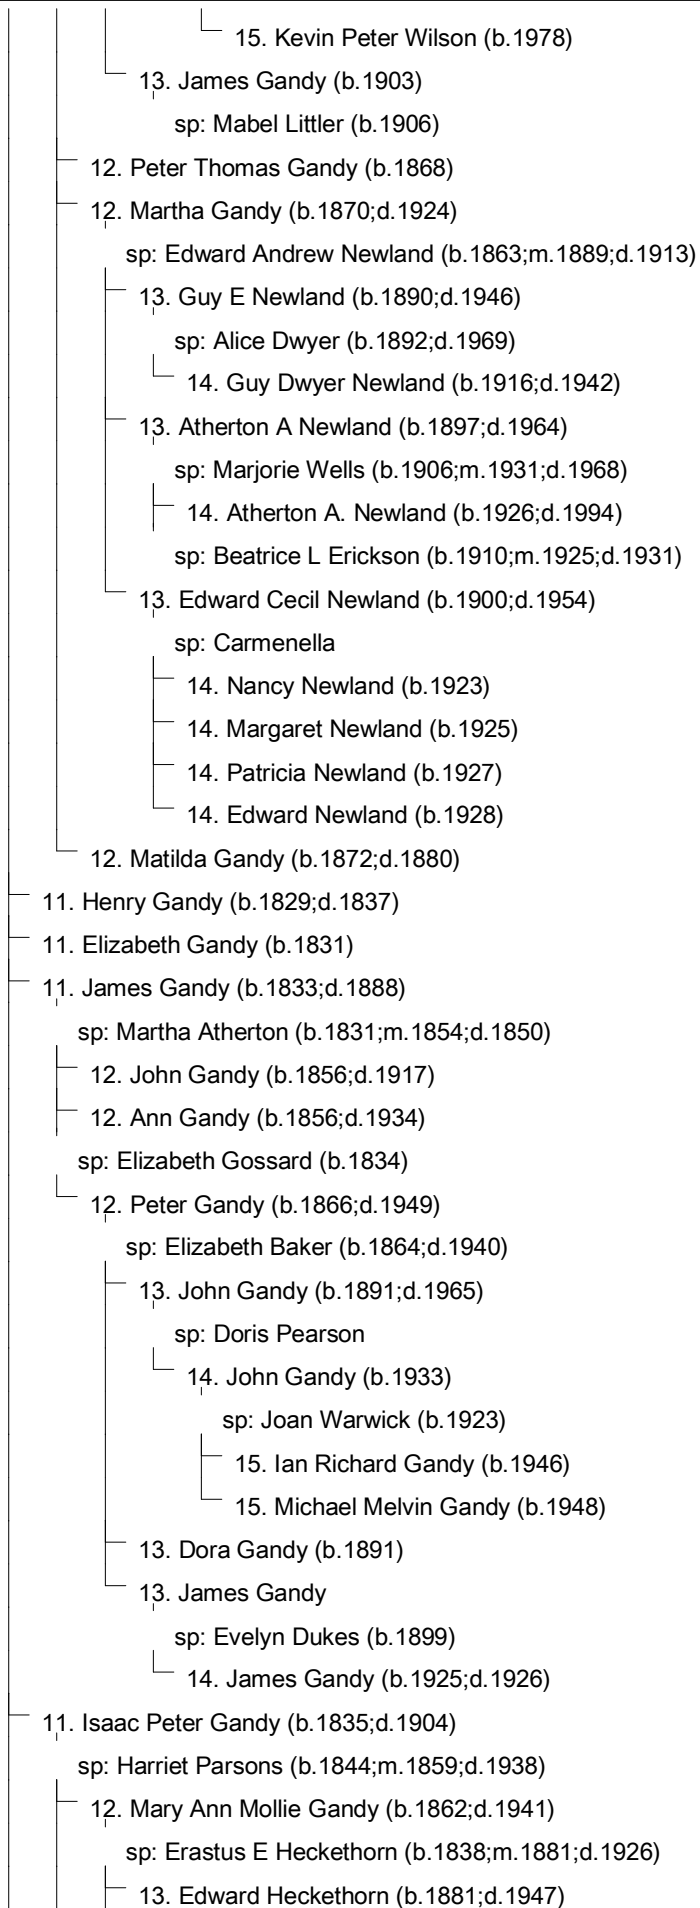 15. Kevin Peter Wilson (b.1978)
13. James Gandy (b.1903)
sp: Mabel Littler (b.1906)
12. Peter Thomas Gandy (b.1868)
12. Martha Gandy (b.1870;d.1924)
sp: Edward Andrew Newland (b.1863;m.1889;d.1913)
13. Guy E Newland (b.1890;d.1946)
sp: Alice Dwyer (b.1892;d.1969)
14. Guy Dwyer Newland (b.1916;d.1942)
13. Atherton A Newland (b.1897;d.1964)
sp: Marjorie Wells (b.1906;m.1931;d.1968)
14. Atherton A. Newland (b.1926;d.1994)
sp: Beatrice L Erickson (b.1910;m.1925;d.1931)
13. Edward Cecil Newland (b.1900;d.1954)
sp: Carmenella
14. Nancy Newland (b.1923)
14. Margaret Newland (b.1925)
14. Patricia Newland (b.1927)
14. Edward Newland (b.1928)
12. Matilda Gandy (b.1872;d.1880)
11. Henry Gandy (b.1829;d.1837)
11. Elizabeth Gandy (b.1831)
11. James Gandy (b.1833;d.1888)
sp: Martha Atherton (b.1831;m.1854;d.1850)
12. John Gandy (b.1856;d.1917)
12. Ann Gandy (b.1856;d.1934)
sp: Elizabeth Gossard (b.1834)
12. Peter Gandy (b.1866;d.1949)
sp: Elizabeth Baker (b.1864;d.1940)
13. John Gandy (b.1891;d.1965)
sp: Doris Pearson
14. John Gandy (b.1933)
sp: Joan Warwick (b.1923)
15. Ian Richard Gandy (b.1946)
15. Michael Melvin Gandy (b.1948)
13. Dora Gandy (b.1891)
13. James Gandy
sp: Evelyn Dukes (b.1899)
14. James Gandy (b.1925;d.1926)
11. Isaac Peter Gandy (b.1835;d.1904)
sp: Harriet Parsons (b.1844;m.1859;d.1938)
12. Mary Ann Mollie Gandy (b.1862;d.1941)
sp: Erastus E Heckethorn (b.1838;m.1881;d.1926)
13. Edward Heckethorn (b.1881;d.1947)